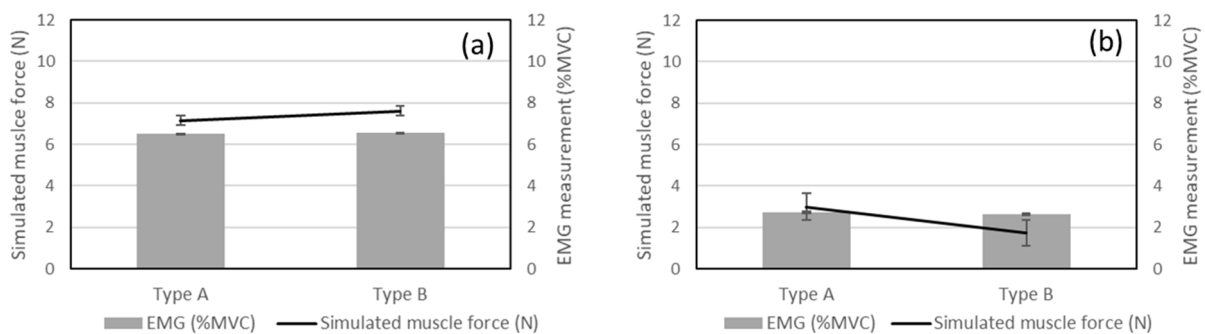 (a)
Simulated muslce force (N)
EMG measurement (%MVC)
12
10
8
6
4
2
0
12
10
8
6
4
2
0
Type A
Type B
EMG (%MVC)
Simulated muscle force (N)
(b)
Simulated muslce force (N)
EMG measurement (%MVC)
12
10
8
6
4
2
0
12
10
8
6
4
2
0
Type A
Type B
EMG (%MVC)
Simulated muscle force (N)